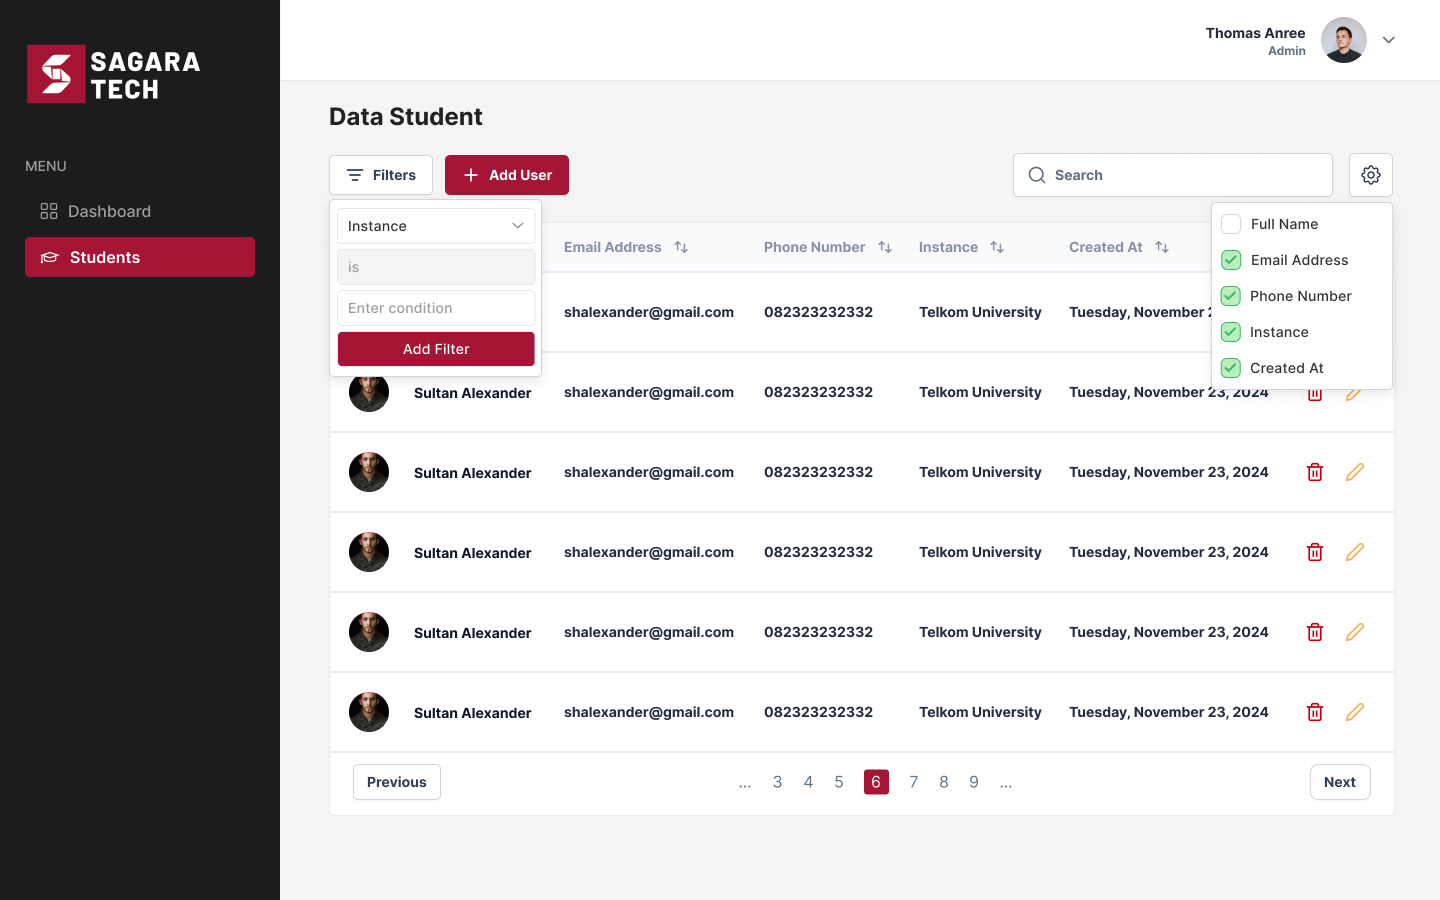 SAGARA
TECH
Thomas Anree
Admin
MENU
Dashboard
Students
Data Student
Filters
Add User
Search
Instance
is
Enter condition
Add Filter
Full Name
Email Address
Phone Number
Instance
Created At
Email Address Phone Number Instance Created At
shalexander@gmail.com 082323232332 Telkom University Tuesday, November
Sultan Alexander shalexander@gmail.com 082323232332 Telkom University Tuesday, November 23, 2024
Sultan Alexander shalexander@gmail.com 082323232332 Telkom University Tuesday, November 23, 2024
Sultan Alexander shalexander@gmail.com 082323232332 Telkom University Tuesday, November 23, 2024
Sultan Alexander shalexander@gmail.com 082323232332 Telkom University Tuesday, November 23, 2024
Sultan Alexander shalexander@gmail.com 082323232332 Telkom University Tuesday, November 23, 2024
Previous ... 3 4 5 6 7 8 9 ... Next